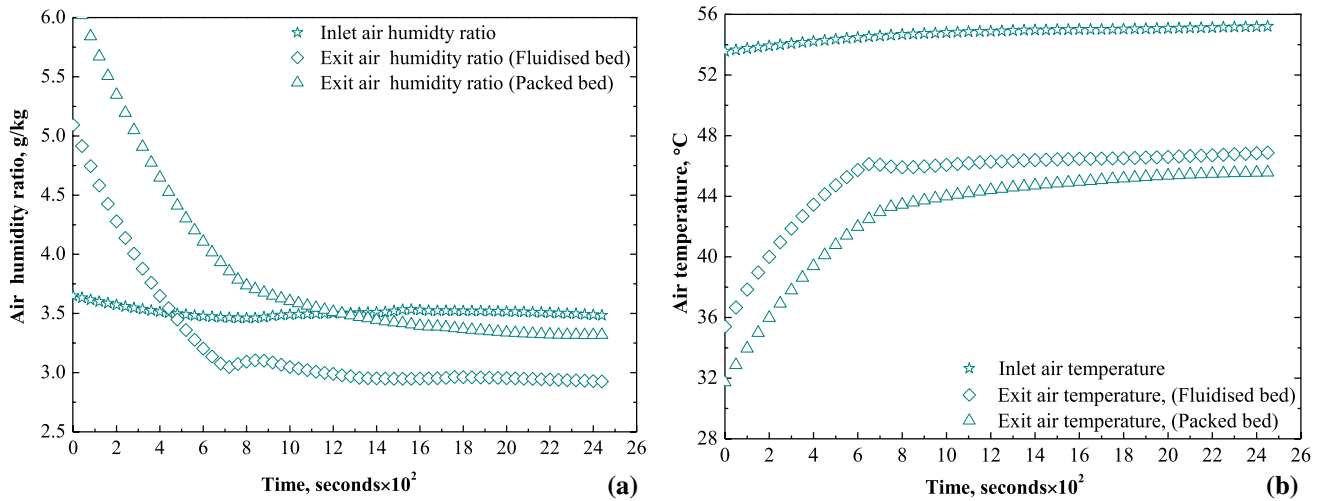 6.0
5.5
5.0
4.5
4.0
3.5
3.0
2.5
Air humidity ratio, g/kg
Inlet air humidty ratio
Exit air humidity ratio (Fluidised bed)
Exit air humidity ratio (Packed bed)
0 2 4 6 8 10 12 14 16 18 20 22 24 26
Time, seconds×10²
(a)
56
52
48
44
40
36
32
28
Air temperature, °C
Inlet air temperature
Exit air temperature, (Fluidised bed)
Exit air temperature, (Packed bed)
0 2 4 6 8 10 12 14 16 18 20 22 24 26
Time, seconds×10²
(b)